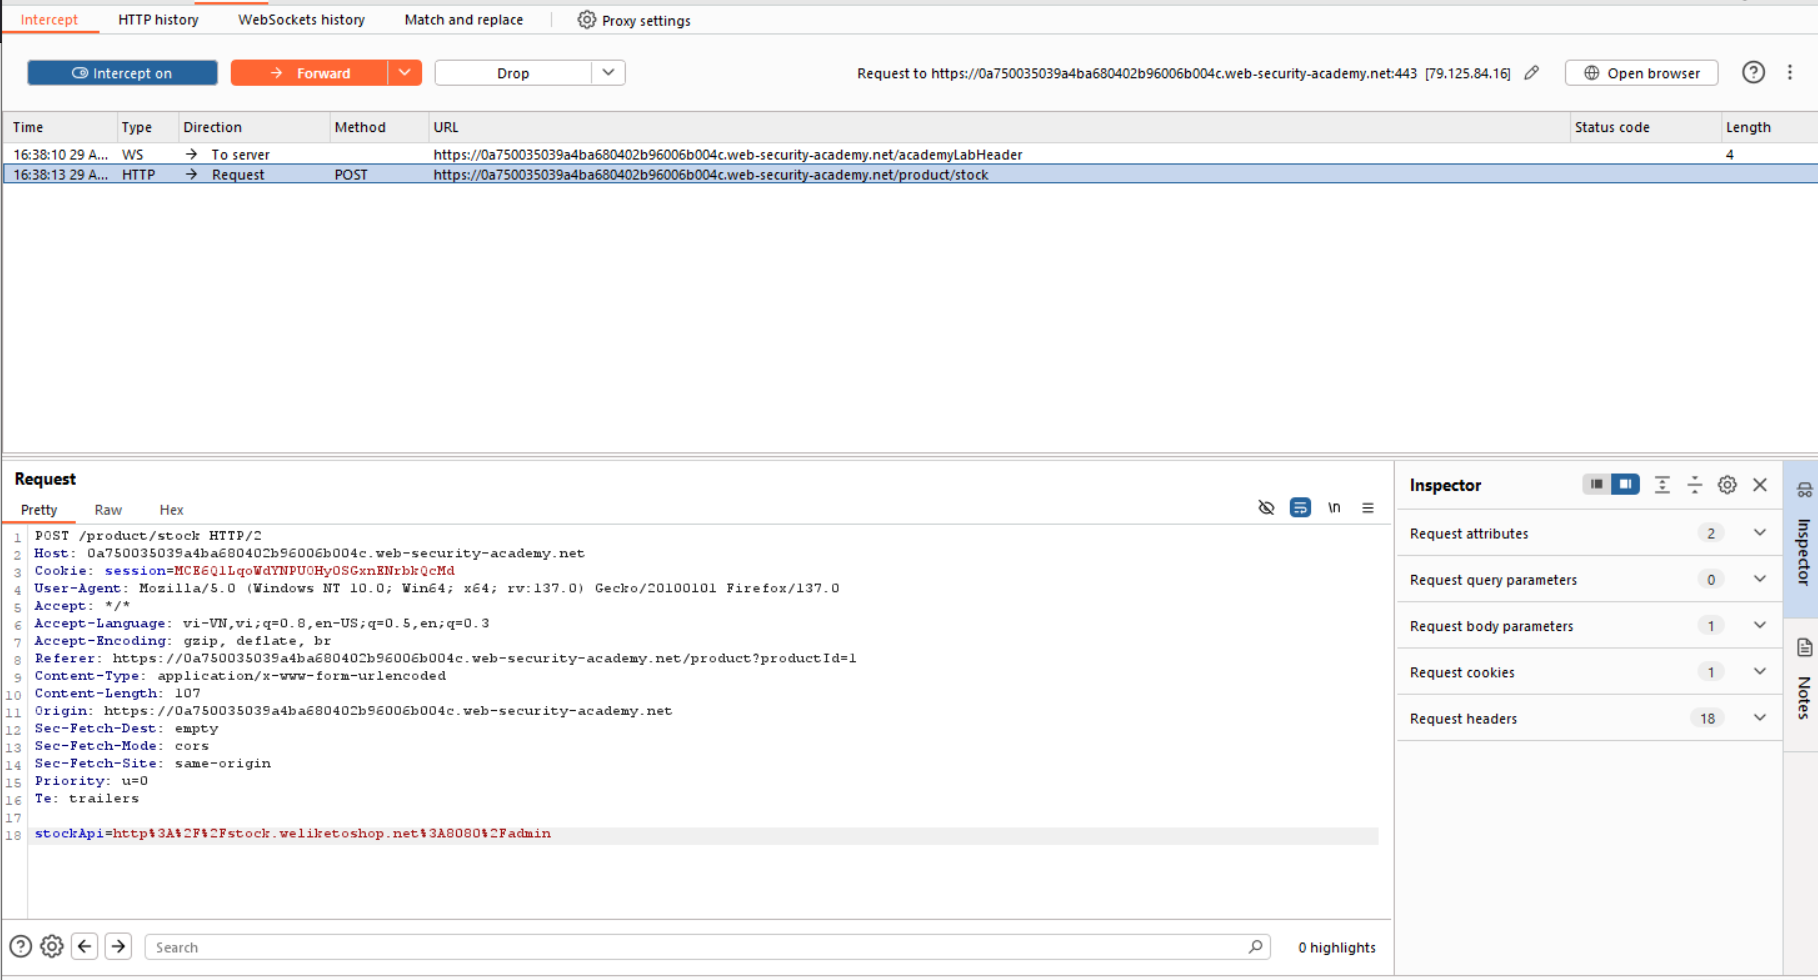 Intercept HTTP history WebSockets history Match and replace Proxy settings
Intercept on Forward Drop Request to https://0a750035039a4ba680402b96006b004c.web-security-academy.net:443 [79.125.84.16] Open browser
Time Type Direction Method URL Status code Length
16:38:10 29 A... WS To server https://0a750035039a4ba680402b96006b004c.web-security-academy.net/academyLabHeader 4
16:38:13 29 A... HTTP Request POST https://0a750035039a4ba680402b96006b004c.web-security-academy.net/product/stock
Request
Pretty Raw Hex \n
1 POST /product/stock HTTP/2
2 Host: 0a750035039a4ba680402b96006b004c.web-security-academy.net
3 Cookie: session=MCE6Q1LqoWdYNPU0HyOSGxnENrbkQcMd
4 User-Agent: Mozilla/5.0 (Windows NT 10.0; Win64; x64; rv:137.0) Gecko/20100101 Firefox/137.0
5 Accept: */*
6 Accept-Language: vi-VN,vi;q=0.8,en-US;q=0.5,en;q=0.3
7 Accept-Encoding: gzip, deflate, br
8 Referer: https://0a750035039a4ba680402b96006b004c.web-security-academy.net/product?productId=1
9 Content-Type: application/x-www-form-urlencoded
10 Content-Length: 107
11 Origin: https://0a750035039a4ba680402b96006b004c.web-security-academy.net
12 Sec-Fetch-Dest: empty
13 Sec-Fetch-Mode: cors
14 Sec-Fetch-Site: same-origin
15 Priority: u=0
16 Te: trailers
17
18 stockApi=http%3A%2F%2Fstock.weliketoshop.net%3A8080%2Fadmin
Search 0 highlights
Inspector
Request attributes 2
Request query parameters 0
Request body parameters 1
Request cookies 1
Request headers 18
Inspector
Notes